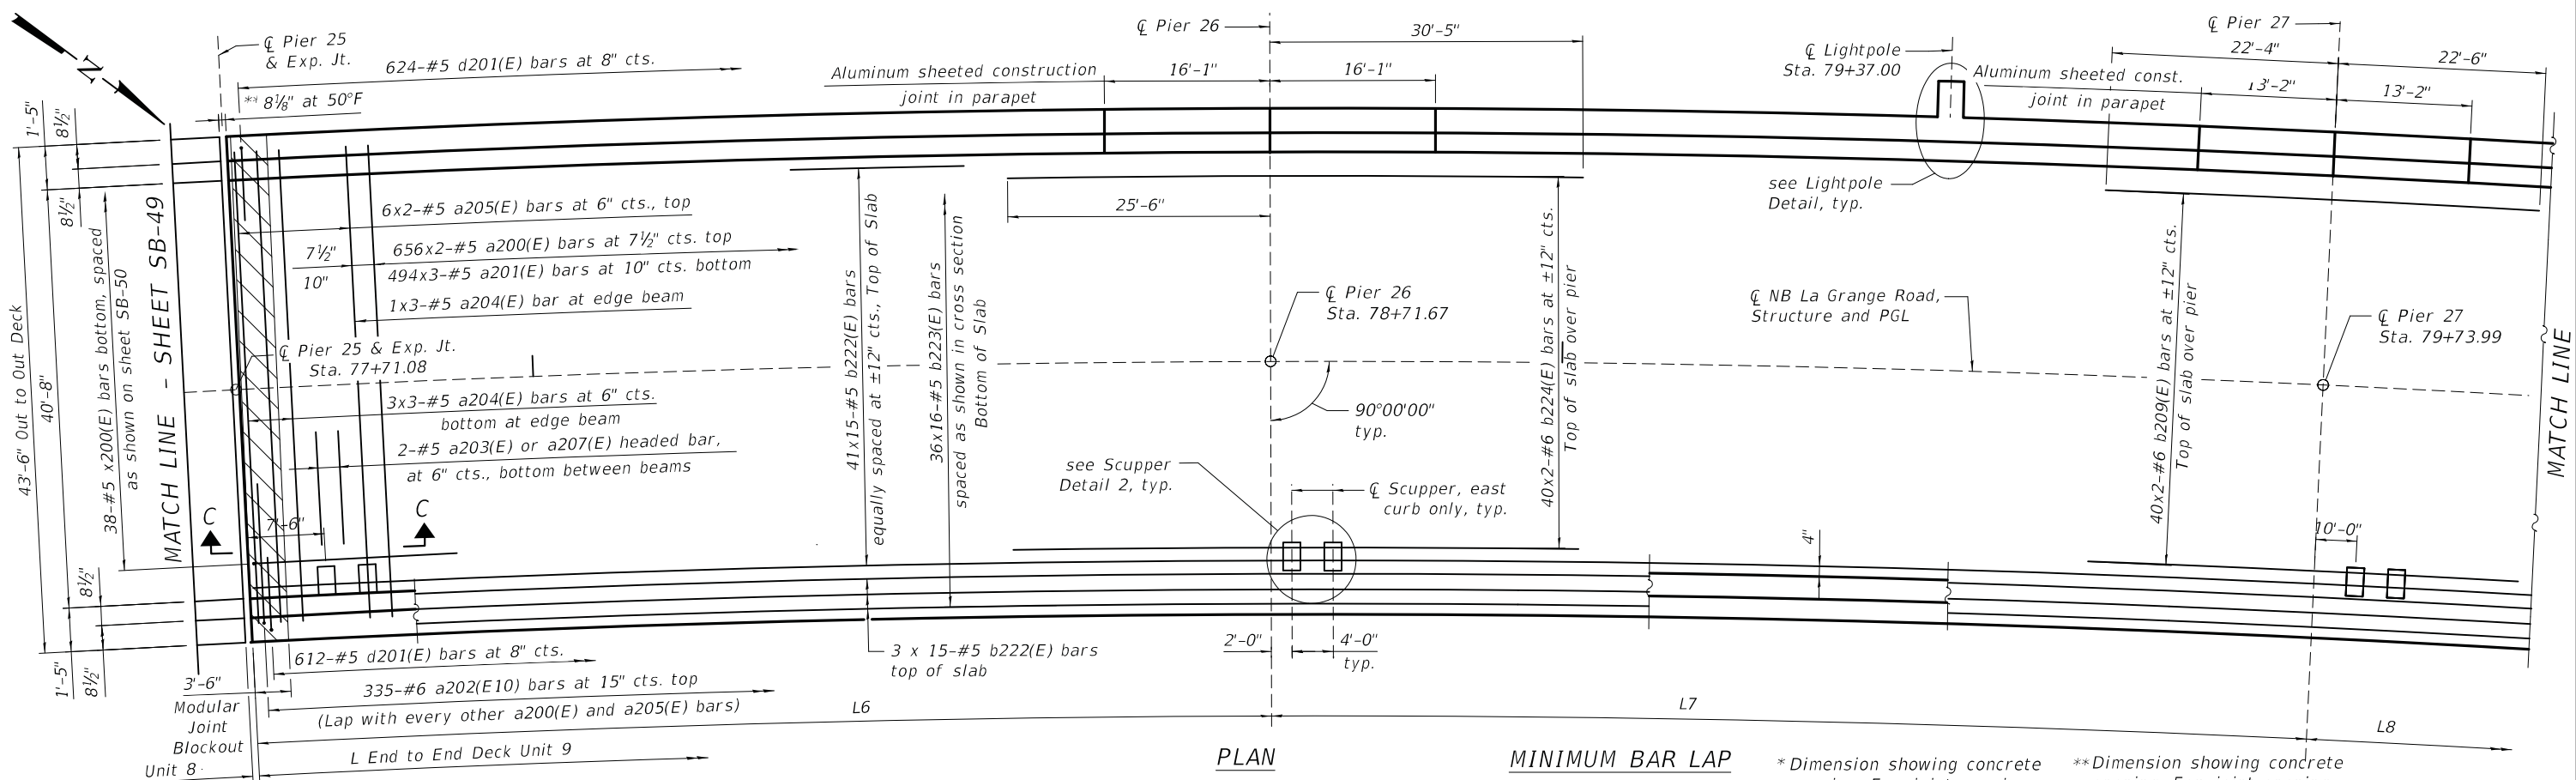 N
℄ Pier 25
& Exp. Jt.
624-#5 d201(E) bars at 8" cts.
** 8⅛" at 50°F
℄ Pier 26
30'-5"
Aluminum sheeted construction
joint in parapet
16'-1"
16'-1"
℄ Lightpole
Sta. 79+37.00
℄ Pier 27
22'-4"
22'-6"
Aluminum sheeted const.
joint in parapet
13'-2"
13'-2"
1'-5"
8½"
8½"
43'-6" Out to Out Deck
40'-8"
38-#5 x200(E) bars bottom, spaced
as shown on sheet SB-50
MATCH LINE - SHEET SB-49
6x2-#5 a205(E) bars at 6" cts., top
7½"
656x2-#5 a200(E) bars at 7½" cts. top
10"
494x3-#5 a201(E) bars at 10" cts. bottom
1x3-#5 a204(E) bar at edge beam
℄ Pier 25 & Exp. Jt.
Sta. 77+71.08
3x3-#5 a204(E) bars at 6" cts.
bottom at edge beam
2-#5 a203(E) or a207(E) headed bar,
at 6" cts., bottom between beams
C
C
7'-6"
41x15-#5 b222(E) bars
equally spaced at ±12" cts., Top of Slab
36x16-#5 b223(E) bars
spaced as shown in cross section
Bottom of Slab
25'-6"
℄ Pier 26
Sta. 78+71.67
90°00'00"
typ.
see Scupper
Detail 2, typ.
℄ Scupper, east
curb only, typ.
40x2-#6 b224(E) bars at ±12" cts.
Top of slab over pier
see Lightpole
Detail, typ.
℄ NB La Grange Road,
Structure and PGL
4"
40x2-#6 b209(E) bars at ±12" cts.
Top of slab over pier
℄ Pier 27
Sta. 79+73.99
10'-0"
MATCH LINE
8½"
1'-5"
8½"
3'-6"
Modular
Joint
Blockout
Unit 8
612-#5 d201(E) bars at 8" cts.
335-#6 a202(E10) bars at 15" cts. top
(Lap with every other a200(E) and a205(E) bars)
L End to End Deck Unit 9
3 x 15-#5 b222(E) bars
top of slab
2'-0"
4'-0"
typ.
L6
L7
L8
PLAN
MINIMUM BAR LAP
* Dimension showing concrete
** Dimension showing concrete